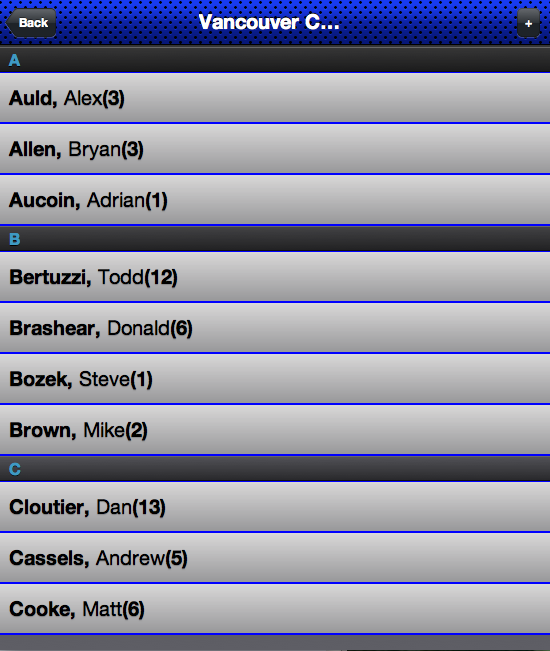 Back
Vancouver C...
+
A
Auld, Alex(3)
Allen, Bryan(3)
Aucoin, Adrian(1)
B
Bertuzzi, Todd(12)
Brashear, Donald(6)
Bozek, Steve(1)
Brown, Mike(2)
C
Cloutier, Dan(13)
Cassels, Andrew(5)
Cooke, Matt(6)